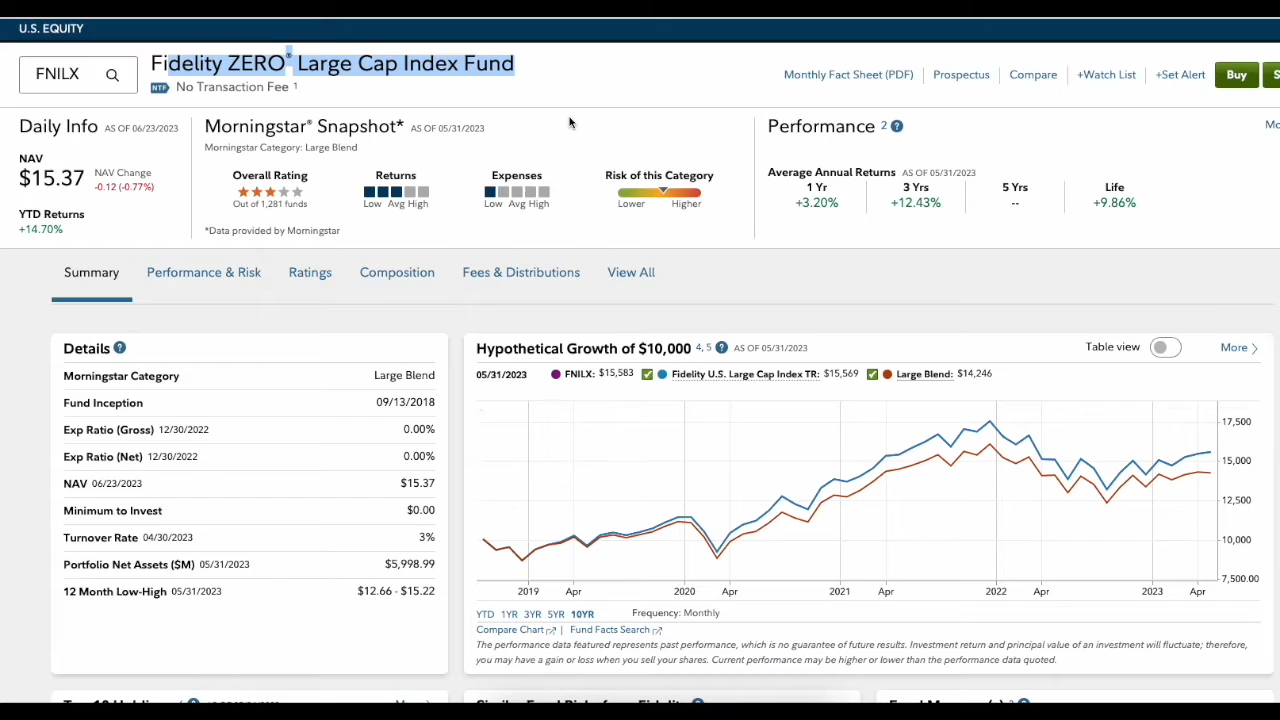 U.S. EQUITY
FNILX
Fidelity ZERO® Large Cap Index Fund
NTF No Transaction Fee 1
Monthly Fact Sheet (PDF)
Prospectus
Compare
+Watch List
+Set Alert
Buy
S
Daily Info AS OF 06/23/2023
NAV
$15.37
NAV Change
-0.12 (-0.77%)
YTD Returns
+14.70%
Morningstar® Snapshot* AS OF 05/31/2023
Morningstar Category: Large Blend
Overall Rating
Out of 1,281 funds
Returns
Low Avg High
Expenses
Low Avg High
Risk of this Category
Lower Higher
*Data provided by Morningstar
Performance 2 ?
Mo
Average Annual Returns AS OF 05/31/2023
1 Yr 3 Yrs 5 Yrs Life
+3.20% +12.43% -- +9.86%
Summary Performance & Risk Ratings Composition Fees & Distributions View All
Details ?
Morningstar Category Large Blend
Fund Inception 09/13/2018
Exp Ratio (Gross) 12/30/2022 0.00%
Exp Ratio (Net) 12/30/2022 0.00%
NAV 06/23/2023 $15.37
Minimum to Invest $0.00
Turnover Rate 04/30/2023 3%
Portfolio Net Assets ($M) 05/31/2023 $5,998.99
12 Month Low-High 05/31/2023 $12.66 - $15.22
Hypothetical Growth of $10,000 4, 5 ? AS OF 05/31/2023
Table view
More
05/31/2023 FNILX: $15,583 Fidelity U.S. Large Cap Index TR: $15,569 Large Blend: $14,246
17,500
15,000
12,500
10,000
7,500.00
2019 Apr 2020 Apr 2021 Apr 2022 Apr 2023 Apr
YTD 1YR 3YR 5YR 10YR Frequency: Monthly
Compare Chart | Fund Facts Search
The performance data featured represents past performance, which is no guarantee of future results. Investment return and principal value of an investment will fluctuate; therefore,
you may have a gain or loss when you sell your shares. Current performance may be higher or lower than the performance data quoted.